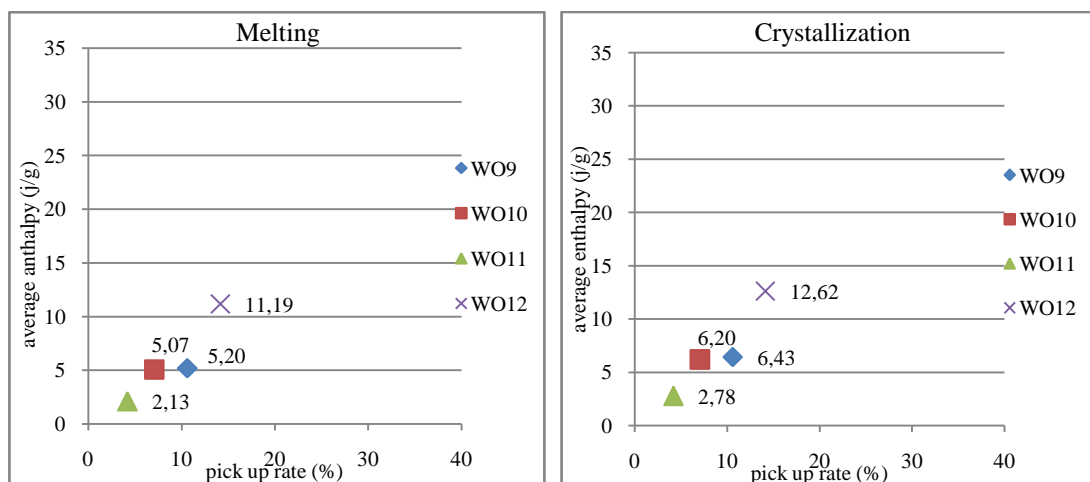 Melting
35
30
25
20
15
10
5
0
average anthalpy (j/g)
11,19
5,07
5,20
2,13
0
10
20
30
40
pick up rate (%)
WO9
WO10
WO11
WO12
Crystallization
35
30
25
20
15
10
5
0
average enthalpy (j/g)
12,62
6,20
6,43
2,78
0
10
20
30
40
pick up rate (%)
WO9
WO10
WO11
WO12